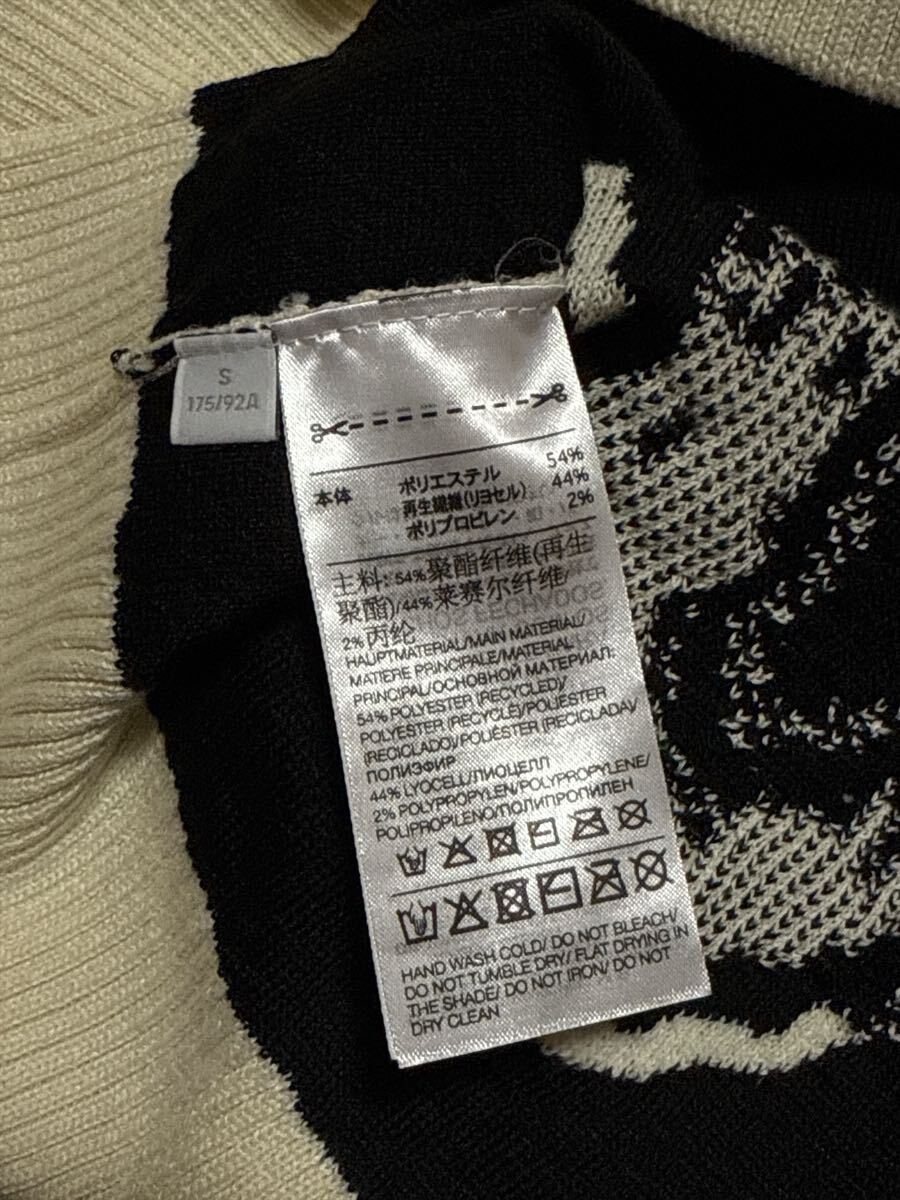 S
175/92A
本体 ポリエステル 54%
再生繊維(リヨセル) 44%
ポリプロピレン 2%
主料: 54%聚酯纤维(再生
聚酯)/44%莱赛尔纤维/
2%丙纶
HAUPTMATERIAL/MAIN MATERIAL/
MATIERE PRINCIPALE/MATERIAL
PRINCIPAL/ОСНОВНОЙ МАТЕРИАЛ:
54% POLYESTER (RECYCLED)/
POLYESTER (RECYCLE)/POLIÉSTER
(RECICLADO)/POLIÉSTER (RECICLADA)/
ПОЛИЭФИР
44% LYOCELL/ЛИОЦЕЛЛ
2% POLYPROPYLEN/POLYPROPYLENE/
POLIPROPILENO/ПОЛИПРОПИЛЕН
HAND WASH COLD/ DO NOT BLEACH/
DO NOT TUMBLE DRY/ FLAT DRYING IN
THE SHADE/ DO NOT IRON/ DO NOT
DRY CLEAN